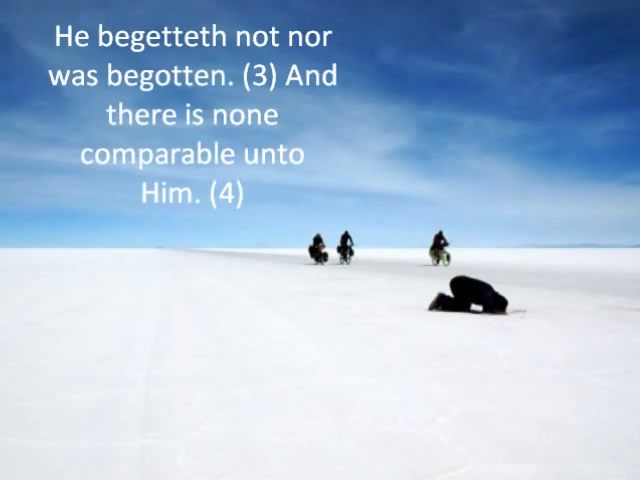 He begetteth not nor
was begotten. (3) And
there is none
comparable unto
Him. (4)